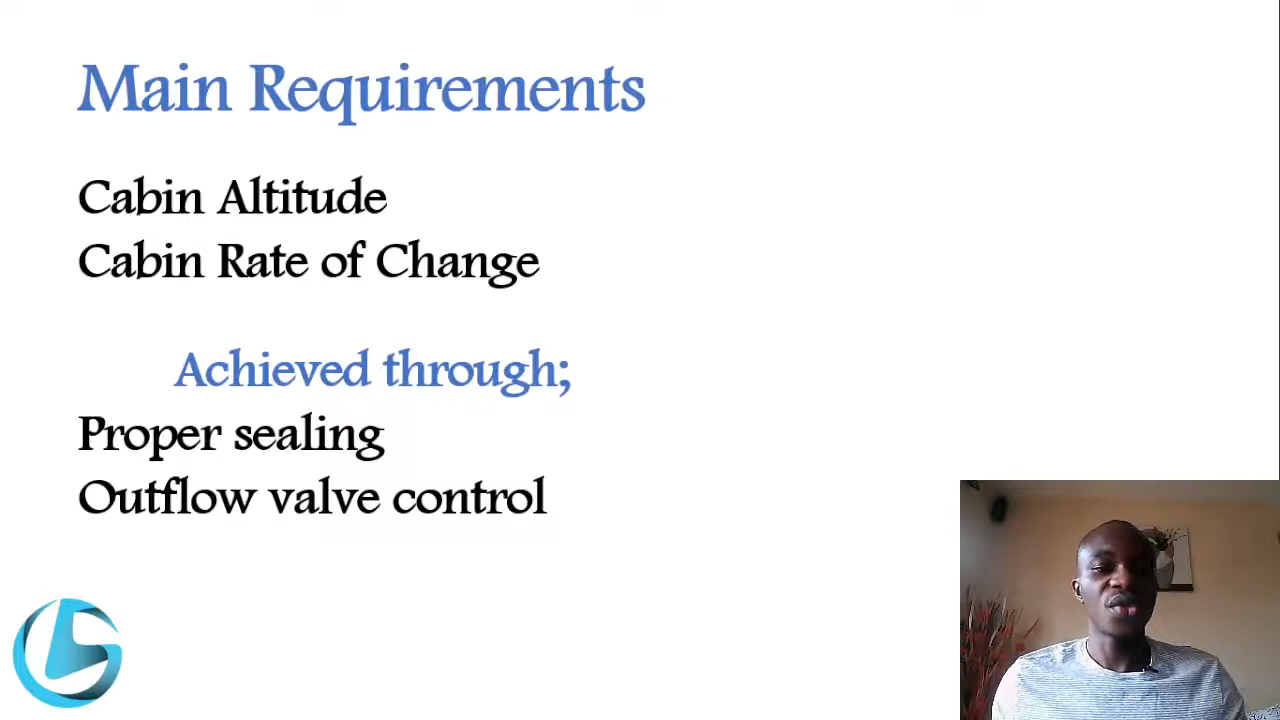 Main Requirements
Cabin Altitude
Cabin Rate of Change
Achieved through;
Proper sealing
Outflow valve control